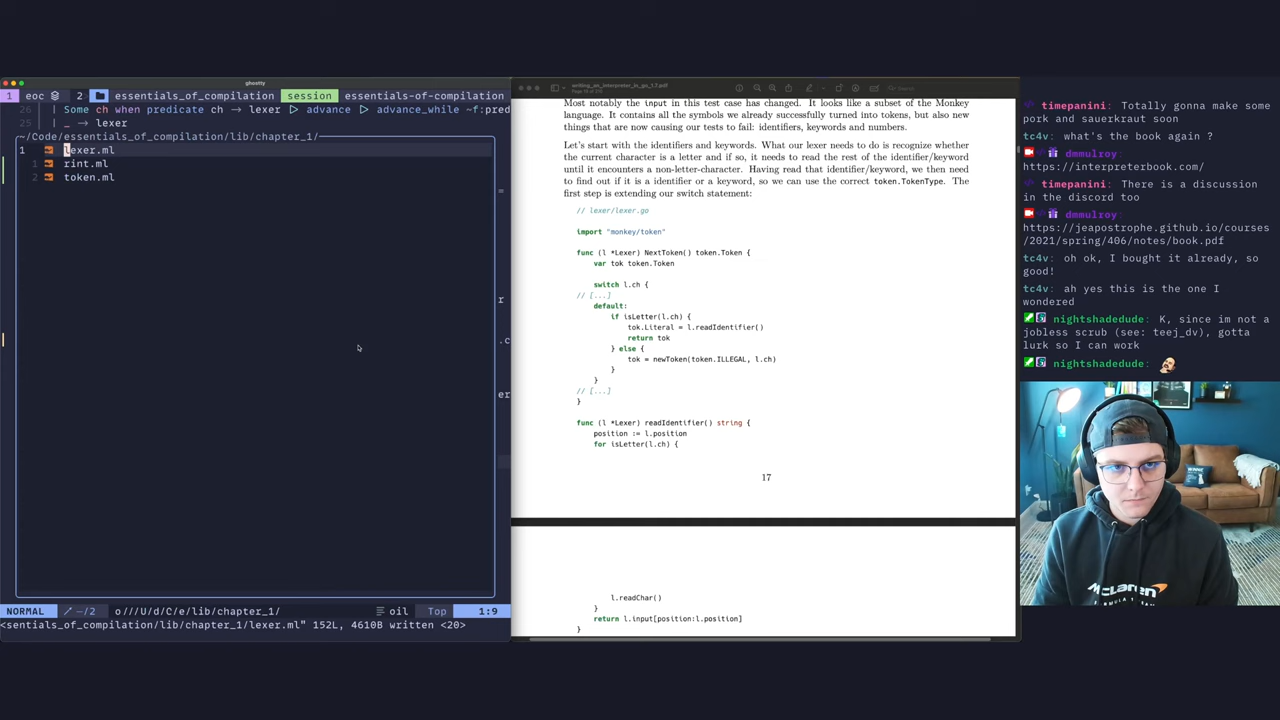 ghostty
1 eoc 2 essentials_of_compilation session essentials-of-compilation
26 | Some ch when predicate ch → lexer ▷ advance ▷ advance_while ~f:pred
25 | _ → lexer
~/Code/essentials_of_compilation/lib/chapter_1/
1 lexer.ml
1 rint.ml
2 token.ml
NORMAL -/2 o///U/d/C/e/lib/chapter_1/ oil Top 1:9
<sentials_of_compilation/lib/chapter_1/lexer.ml" 152L, 4610B written <20>
writing_an_interpreter_in_go_1.7.pdf
Search
Most notably the input in this test case has changed. It looks like a subset of the Monkey
language. It contains all the symbols we already successfully turned into tokens, but also new
things that are now causing our tests to fail: identifiers, keywords and numbers.
Let's start with the identifiers and keywords. What our lexer needs to do is recognize whether
the current character is a letter and if so, it needs to read the rest of the identifier/keyword
until it encounters a non-letter-character. Having read that identifier/keyword, we then need
to find out if it is a identifier or a keyword, so we can use the correct token.TokenType. The
first step is extending our switch statement:
// lexer/lexer.go
import "monkey/token"
func (l *Lexer) NextToken() token.Token {
var tok token.Token
switch l.ch {
// [...]
default:
if isLetter(l.ch) {
tok.Literal = l.readIdentifier()
return tok
} else {
tok = newToken(token.ILLEGAL, l.ch)
}
}
// [...]
}
func (l *Lexer) readIdentifier() string {
position := l.position
for isLetter(l.ch) {
17
l.readChar()
}
return l.input[position:l.position]
}
timepanini: Totally gonna make some
pork and sauerkraut soon
tc4v: what's the book again ?
dmmulroy:
https://interpreterbook.com/
timepanini: There is a discussion
in the discord too
dmmulroy:
https://jeapostrophe.github.io/courses
/2021/spring/406/notes/book.pdf
tc4v: oh ok, I bought it already, so
good!
tc4v: ah yes this is the one I
wondered
nightshadedude: K, since im not a
jobless scrub (see: teej_dv), gotta
lurk so I can work
nightshadedude:
McLaren